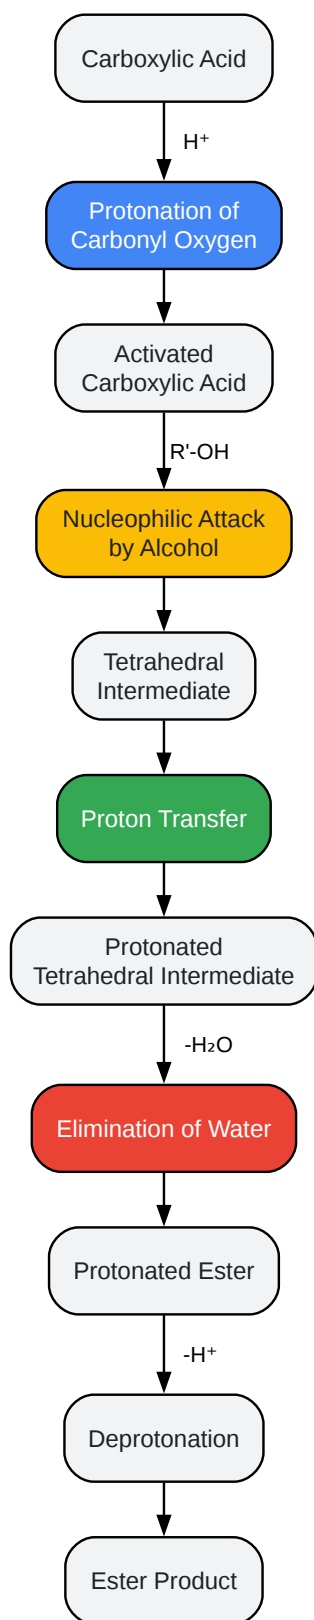 Carboxylic Acid
H⁺
Protonation of
Carbonyl Oxygen
Activated
Carboxylic Acid
R'-OH
Nucleophilic Attack
by Alcohol
Tetrahedral
Intermediate
Proton Transfer
Protonated
Tetrahedral Intermediate
-H₂O
Elimination of Water
Protonated Ester
-H⁺
Deprotonation
Ester Product